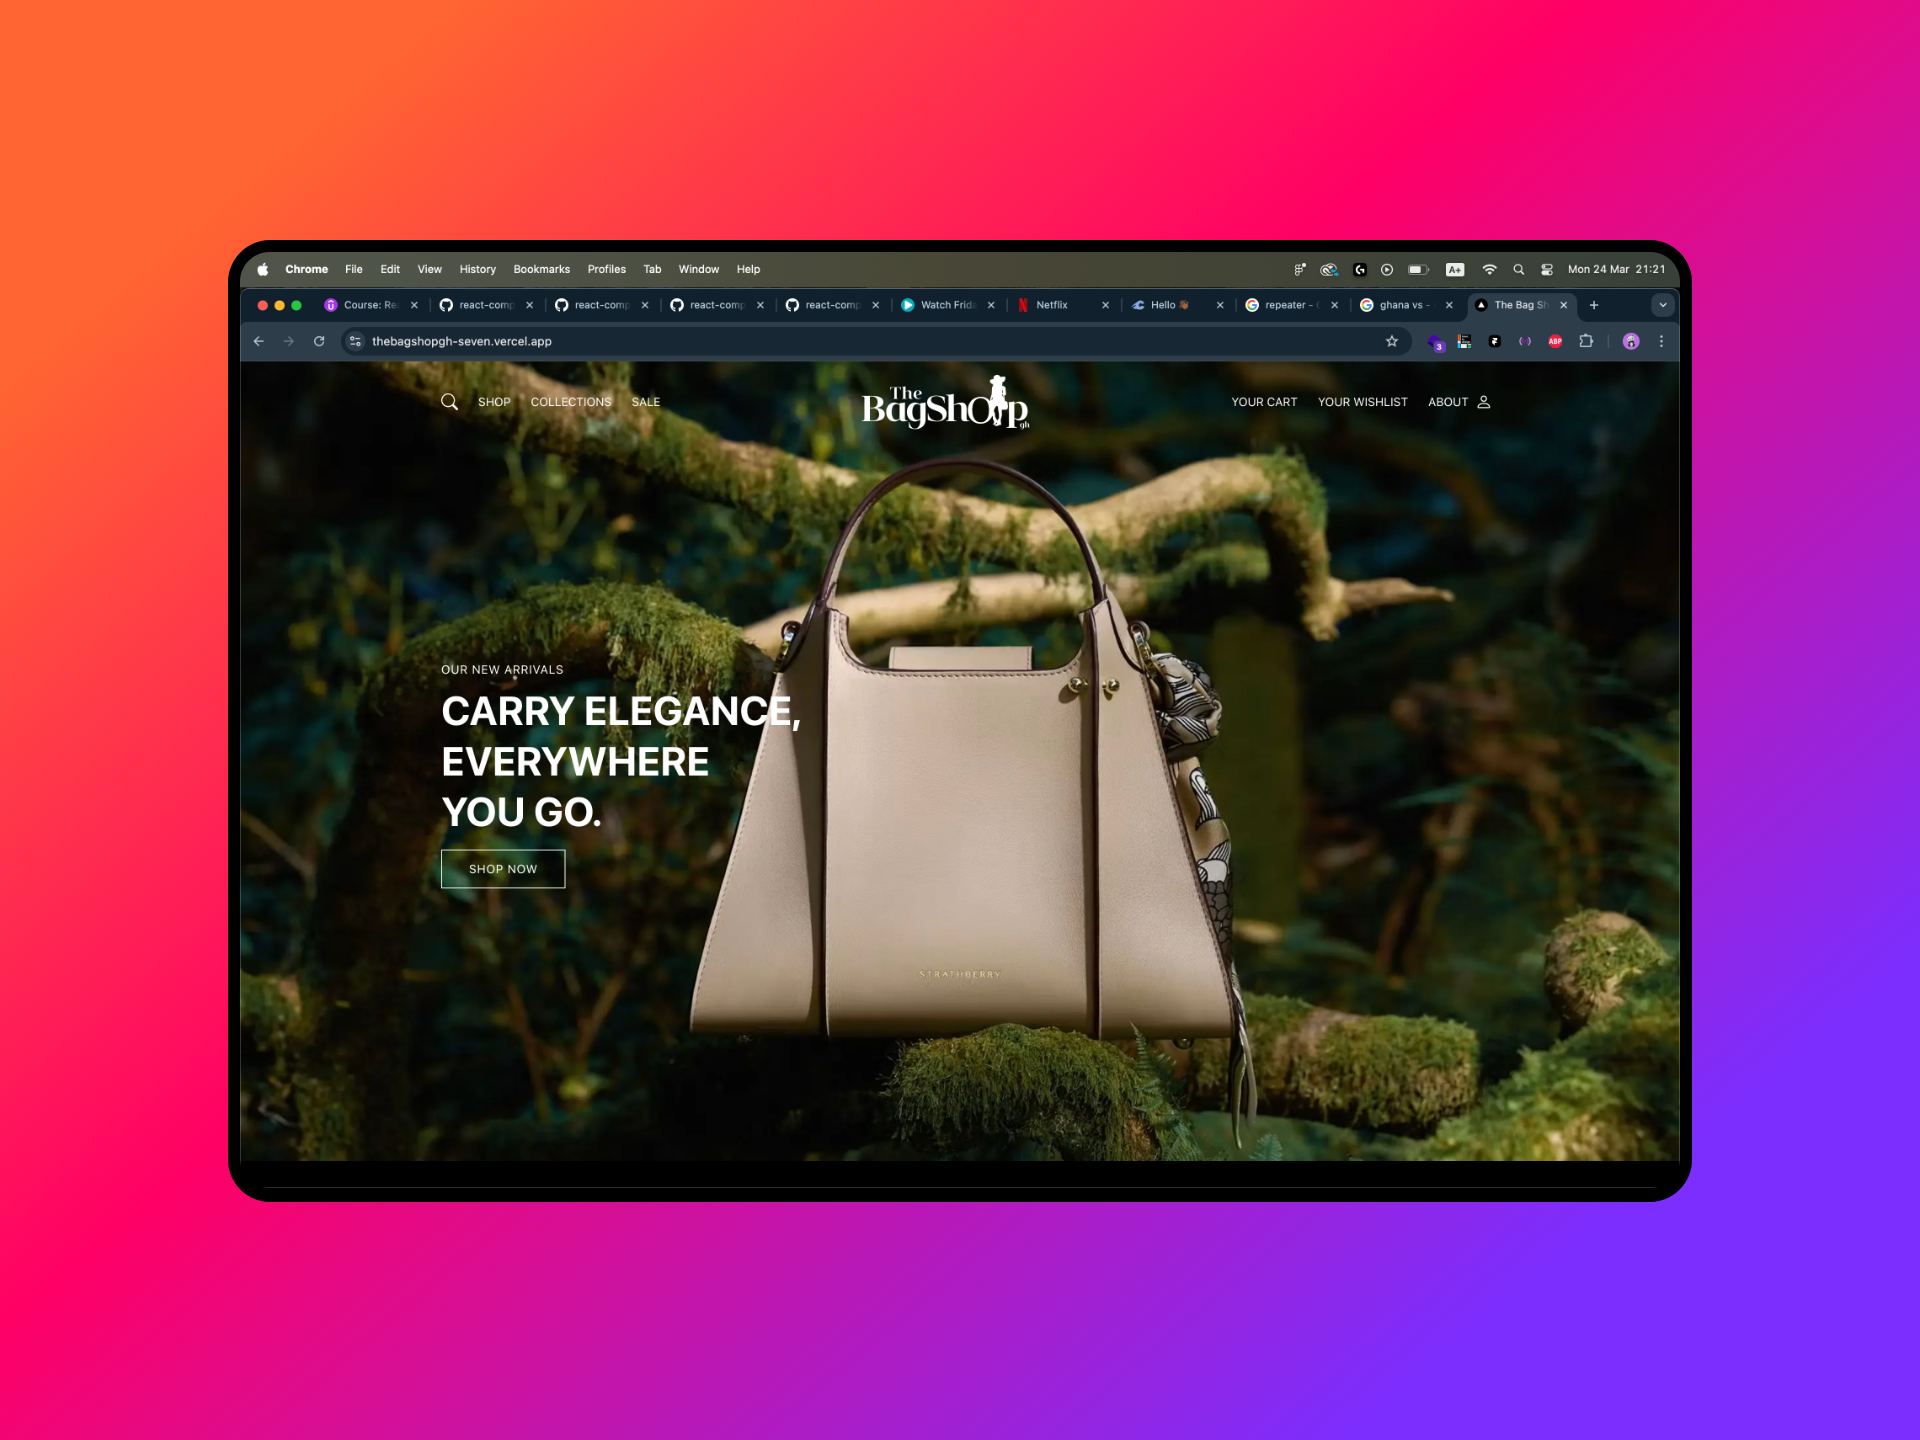 Chrome File Edit View History Bookmarks Profiles Tab Window Help A+ Mon 24 Mar 21:21
Course: Re react-comp react-comp react-comp react-comp Watch Frid Netflix Hello repeater - ghana vs - The Bag Sh
thebagshopgh-seven.vercel.app 3 ABP
SHOP COLLECTIONS SALE
The
BagShop
gh
YOUR CART YOUR WISHLIST ABOUT
OUR NEW ARRIVALS
CARRY ELEGANCE,
EVERYWHERE
YOU GO.
SHOP NOW
STRATHBERRY